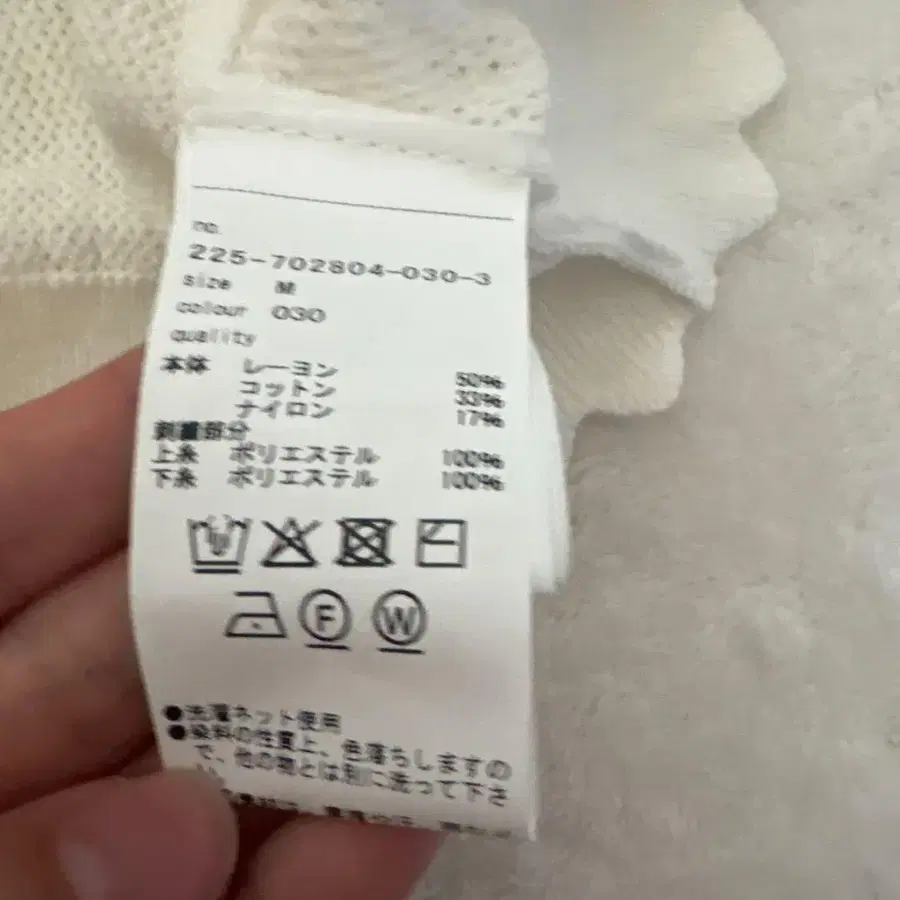 no.
225-702804-030-3
size M
colour 030
quality
本体 レーヨン 50%
コットン 33%
ナイロン 17%
刺繍部分
上糸 ポリエステル 100%
下糸 ポリエステル 100%
F W
●洗濯ネット使用
●染料の性質上、色落ちしますの
で、他の物とは別に洗って下さ
い。